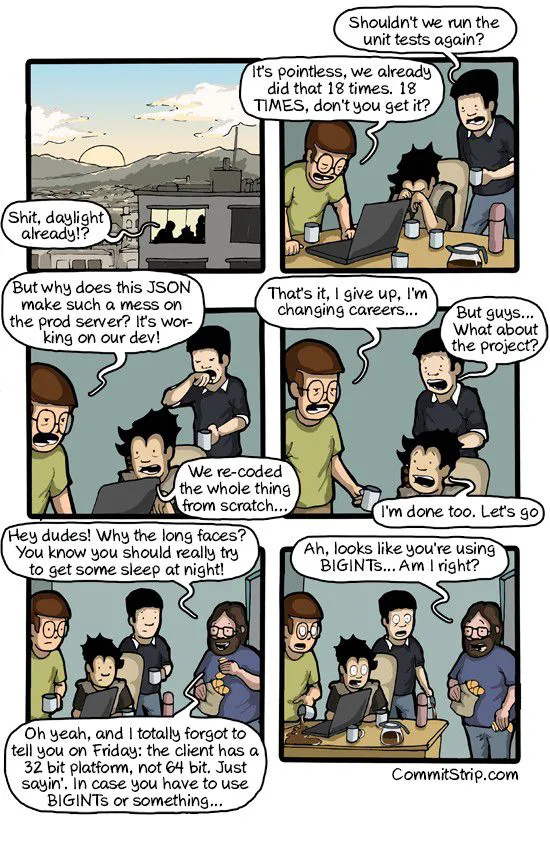 Shouldn't we run the
unit tests again?
It's pointless, we already
did that 18 times. 18
TIMES, don't you get it?
Shit, daylight
already!?
But why does this JSON
make such a mess on
the prod server? It's wor-
king on our dev!
We re-coded
the whole thing
from scratch...
That's it, I give up, I'm
changing careers...
But guys...
What about
the project?
I'm done too. Let's go
Hey dudes! Why the long faces?
You know you should really try
to get some sleep at night!
Oh yeah, and I totally forgot to
tell you on Friday: the client has a
32 bit platform, not 64 bit. Just
sayin'. In case you have to use
BIGINTs or something...
Ah, looks like you're using
BIGINTs... Am I right?
CommitStrip.com